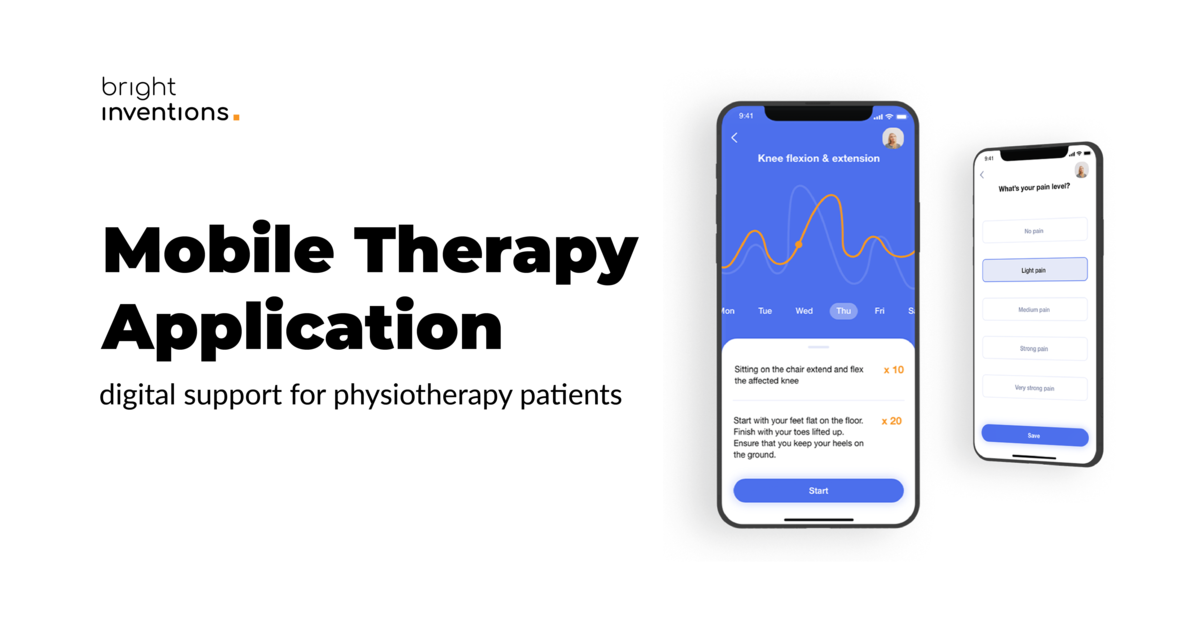 bright
inventions.
Mobile Therapy
Application
digital support for physiotherapy patients
9:41
Knee flexion & extension
Mon Tue Wed Thu Fri Sa
Sitting on the chair extend and flex x 10
the affected knee
Start with your feet flat on the floor. x 20
Finish with your toes lifted up.
Ensure that you keep your heels on
the ground.
Start
9:41
What's your pain level?
No pain
Light pain
Medium pain
Strong pain
Very strong pain
Save